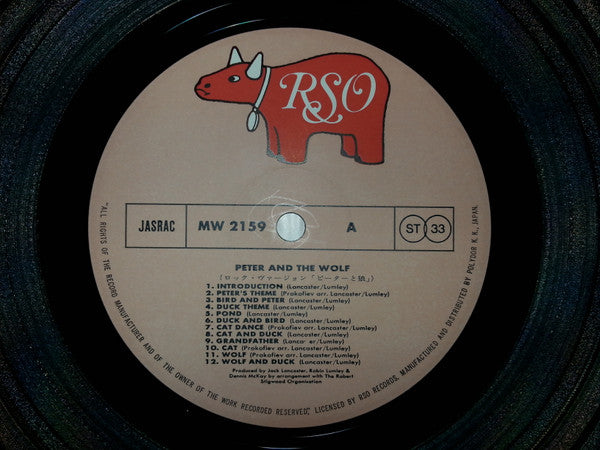 RSO
JASRAC MW 2159 A ST 33
PETER AND THE WOLF
(ロック・ヴァージョン「ピーターと狼」)
1. INTRODUCTION (Lancaster/Lumley)
2. PETER'S THEME (Prokofiev arr. Lancaster/Lumley)
3. BIRD AND PETER (Lancaster/Lumley)
4. DUCK THEME (Lancaster/Lumley)
5. POND (Lancaster/Lumley)
6. DUCK AND BIRD (Lancaster/Lumley)
7. CAT DANCE (Prokofiev arr. Lancaster/Lumley)
8. CAT AND DUCK (Lancaster/Lumley)
9. GRANDFATHER (Lancas er/Lumley)
10. CAT (Prokofiev arr. Lancaster/Lumley)
11. WOLF (Prokofiev arr. Lancaster/Lumley)
12. WOLF AND DUCK (Lancaster/Lumley)
Produced by Jack Lancaster, Robin Lumley &
Dennis McKay by arrangement with The Robert
Stigwood Organisation
"ALL RIGHTS OF THE RECORD MANUFACTURER AND OF THE OWNER OF THE WORK RECORDED RESERVED", LICENSED BY RSO RECORDS, MANUFACTURED AND DISTRIBUTED BY POLYDOR K.K., JAPAN.